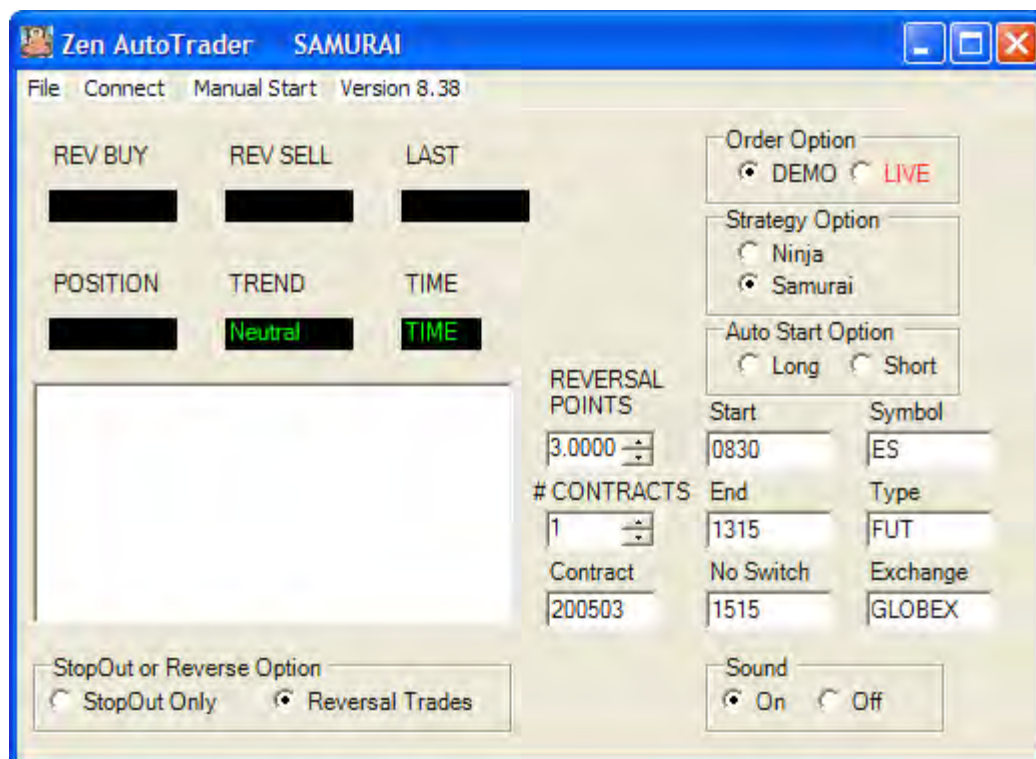 Zen AutoTrader SAMURAI
File Connect Manual Start Version 8.38
REV BUY REV SELL LAST
Order Option
DEMO LIVE
Strategy Option
Ninja
Samurai
POSITION TREND TIME
Neutral TIME
Auto Start Option
Long Short
REVERSAL
POINTS
Start Symbol
3.0000 0830 ES
# CONTRACTS End Type
1 1315 FUT
Contract No Switch Exchange
200503 1515 GLOBEX
StopOut or Reverse Option
StopOut Only Reversal Trades
Sound
On Off